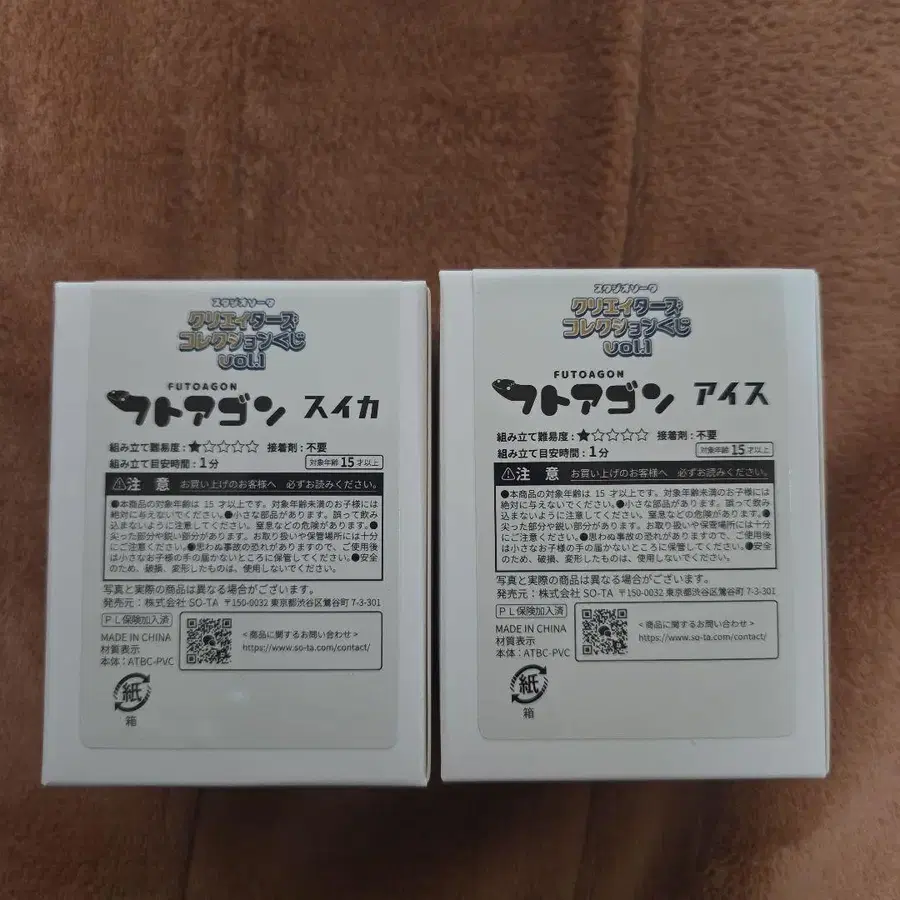 スタジオソータ
クリエイターズ
コレクションくじ
vol.1
FUTOAGON
フトアゴン スイカ
組み立て難易度:★☆☆☆☆ 接着剤:不要
組み立て目安時間:1分
対象年齢 15才以上
⚠注 意 お買い上げのお客様へ 必ずお読みください。
●本商品の対象年齢は 15 才以上です。対象年齢未満のお子様には
絶対に与えないでください。●小さな部品があります。誤って飲み
込まないように注意してください。窒息などの危険があります。●
尖った部分や鋭い部分があります。お取り扱いや保管場所には十分
にご注意ください。●思わぬ事故の恐れがありますので、ご使用後
は小さなお子様の手の届かないところに保管してください。●安全
のため、破損、変形したものは、使用しないでください。
写真と実際の商品は異なる場合がございます。
発売元:株式会社 SO-TA 〒150-0032 東京都渋谷区鶯谷町 7-3-301
PL保険加入済
MADE IN CHINA
材質表示
本体:ATBC-PVC
<商品に関するお問い合わせ>
https://www.so-ta.com/contact/
紙
箱
スタジオソータ
クリエイターズ
コレクションくじ
vol.1
FUTOAGON
フトアゴン アイス
組み立て難易度:★☆☆☆☆ 接着剤:不要
組み立て目安時間:1分
対象年齢 15才以上
⚠注 意 お買い上げのお客様へ 必ずお読みください。
●本商品の対象年齢は 15 才以上です。対象年齢未満のお子様には
絶対に与えないでください。●小さな部品があります。誤って飲み
込まないように注意してください。窒息などの危険があります。●
尖った部分や鋭い部分があります。お取り扱いや保管場所には十分
にご注意ください。●思わぬ事故の恐れがありますので、ご使用後
は小さなお子様の手の届かないところに保管してください。●安全
のため、破損、変形したものは、使用しないでください。
写真と実際の商品は異なる場合がございます。
発売元:株式会社 SO-TA 〒150-0032 東京都渋谷区鶯谷町 7-3-301
PL保険加入済
MADE IN CHINA
材質表示
本体:ATBC-PVC
<商品に関するお問い合わせ>
https://www.so-ta.com/contact/
紙
箱